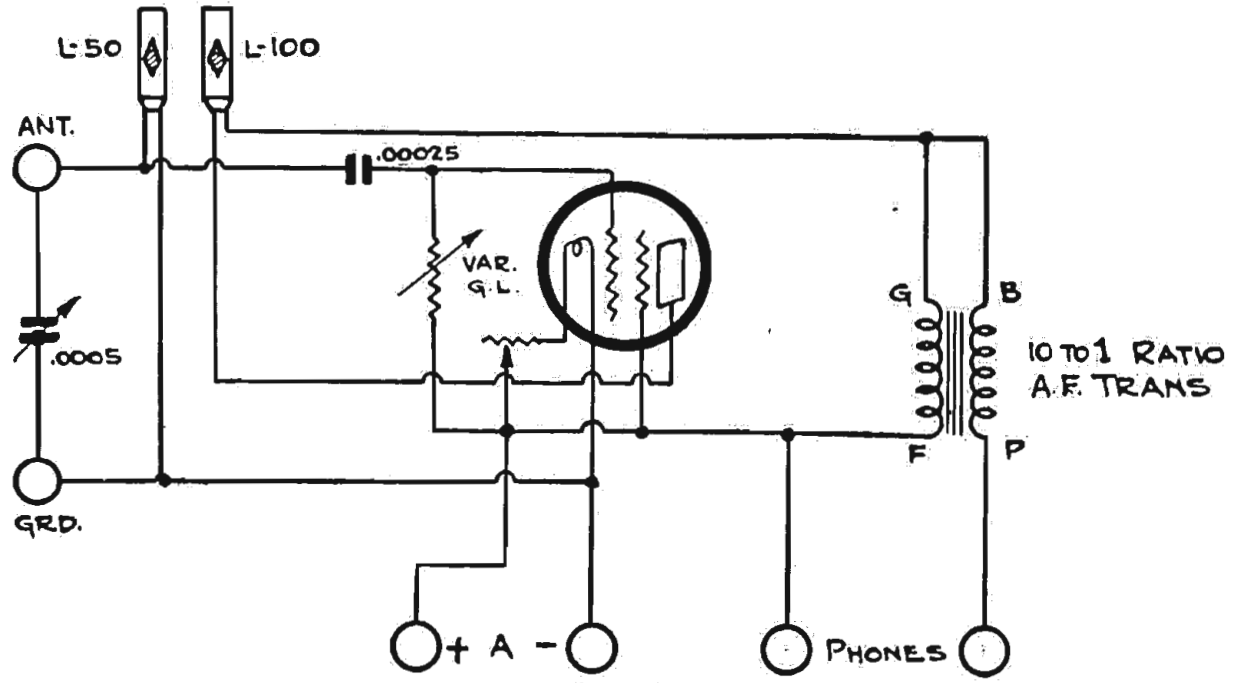 L-50
L-100
ANT.
.00025
VAR.
G.L.
.0005
G
B
10 TO 1 RATIO
A.F. TRANS
F
P
GRD.
+ A -
PHONES